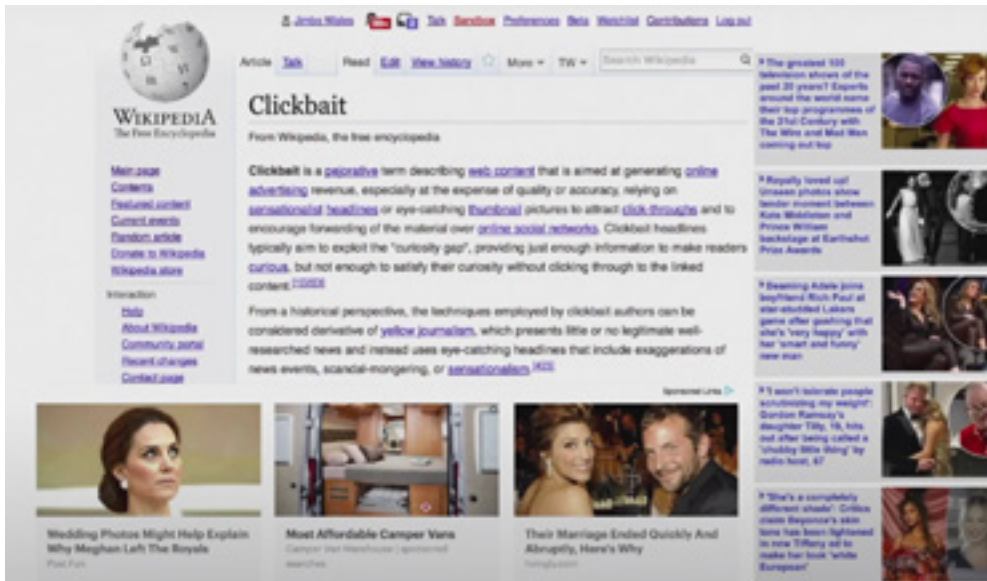 Jimbo Wales Talk Sandbox Preferences Beta Watchlist Contributions Log out
WIKIPEDIA
The Free Encyclopedia
Main page
Contents
Featured content
Current events
Random article
Donate to Wikipedia
Wikipedia store
Interaction
Help
About Wikipedia
Community portal
Recent changes
Contact page
Article Talk Read Edit View history More TW Search Wikipedia
Clickbait
From Wikipedia, the free encyclopedia
Clickbait is a pejorative term describing web content that is aimed at generating online
advertising revenue, especially at the expense of quality or accuracy, relying on
sensationalist headlines or eye-catching thumbnail pictures to attract click-throughs and to
encourage forwarding of the material over online social networks. Clickbait headlines
typically aim to exploit the "curiosity gap", providing just enough information to make readers
curious, but not enough to satisfy their curiosity without clicking through to the linked
content.
From a historical perspective, the techniques employed by clickbait authors can be
considered derivative of yellow journalism, which presents little or no legitimate well-
researched news and instead uses eye-catching headlines that include exaggerations of
news events, scandal-mongering, or sensationalism.
Sponsored Links
Wedding Photos Might Help Explain
Why Meghan Left The Royals
Post Fun
Most Affordable Camper Vans
Camper Van Warehouse | sponsored
searches
Their Marriage Ended Quickly And
Abruptly, Here's Why
The greatest 100
television shows of the
past 20 years? Experts
around the world name
their top programmes of
the 21st Century with
The Wire and Mad Men
coming out top
Royally loved up!
Unseen photos show
tender moment between
Kate Middleton and
Prince William
backstage at Earthshot
Prize Awards
Beaming Adele joins
boyfriend Rich Paul at
star-studded Lakers
game after gushing that
she's 'very happy' with
her 'smart and funny'
new man
'I won't tolerate people
scrutinising my weight':
Gordon Ramsay's
daughter Tilly, 19, hits
out after being called a
'chubby little thing' by
radio host, 67
'She's a completely
different shade': Critics
claim Beyonce's skin
tone has been lightened
in new Tiffany ad to
make her look 'white
European'